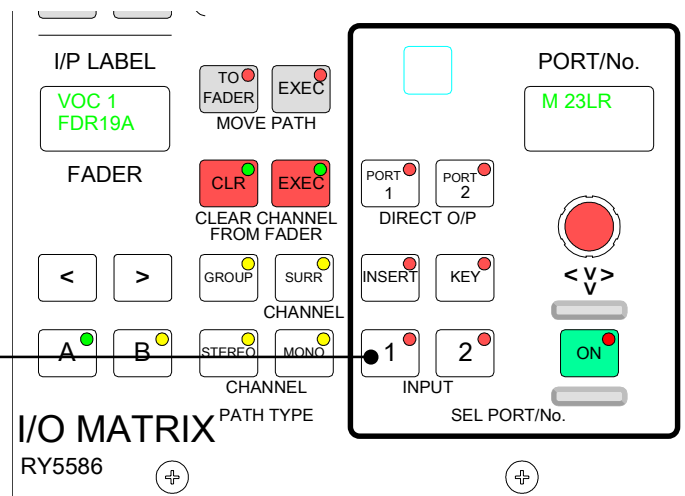 I/P LABEL
VOC 1
FDR19A
FADER
TO
FADER
EXEC
MOVE PATH
CLR
EXEC
CLEAR CHANNEL
FROM FADER
<
>
GROUP
SURR
CHANNEL
A
B
STEREO
MONO
CHANNEL
PATH TYPE
I/O MATRIX
RY5586
PORT/No.
M 23LR
PORT
1
PORT
2
DIRECT O/P
INSERT
KEY
< V >
V
1
2
INPUT
ON
SEL PORT/No.